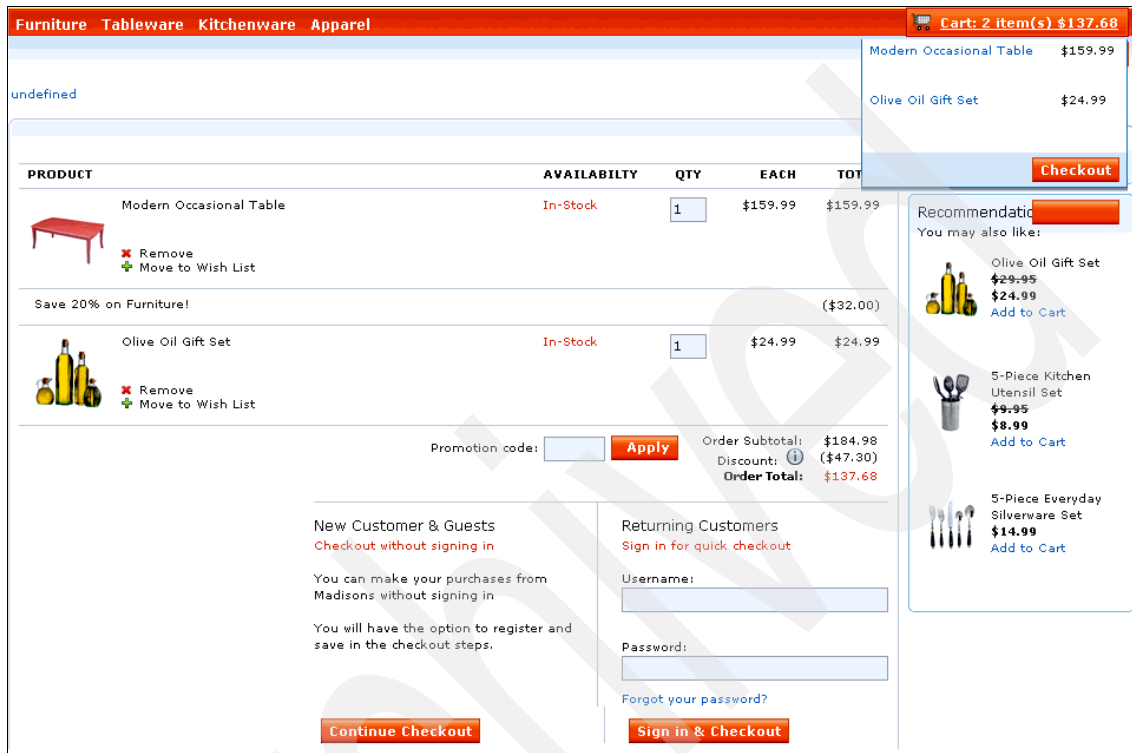 Furniture Tableware Kitchenware Apparel
Cart: 2 item(s) $137.68
Modern Occasional Table $159.99
Olive Oil Gift Set $24.99
Checkout
undefined
PRODUCT AVAILABILTY QTY EACH TOT
Modern Occasional Table In-Stock 1 $159.99 $159.99
Remove
Move to Wish List
Save 20% on Furniture! ($32.00)
Olive Oil Gift Set In-Stock 1 $24.99 $24.99
Remove
Move to Wish List
Promotion code: Apply
Order Subtotal: $184.98
Discount: ($47.30)
Order Total: $137.68
New Customer & Guests
Checkout without signing in
You can make your purchases from
Madisons without signing in
You will have the option to register and
save in the checkout steps.
Continue Checkout
Returning Customers
Sign in for quick checkout
Username:
Password:
Forgot your password?
Sign in & Checkout
Recommendatio
You may also like:
Olive Oil Gift Set
$29.95
$24.99
Add to Cart
5-Piece Kitchen
Utensil Set
$9.95
$8.99
Add to Cart
5-Piece Everyday
Silverware Set
$14.99
Add to Cart